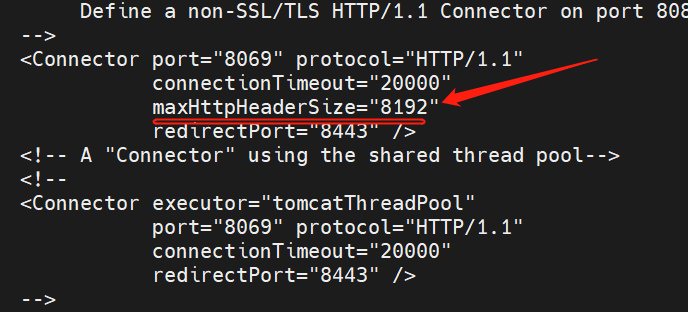 Define a non-SSL/TLS HTTP/1.1 Connector on port 808
-->
<Connector port="8069" protocol="HTTP/1.1"
connectionTimeout="20000"
maxHttpHeaderSize="8192"
redirectPort="8443" />
<!-- A "Connector" using the shared thread pool-->
<!--
<Connector executor="tomcatThreadPool"
port="8069" protocol="HTTP/1.1"
connectionTimeout="20000"
redirectPort="8443" />
-->